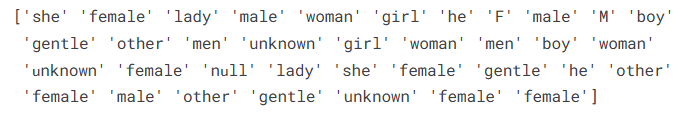 ['she' 'female' 'lady' 'male' 'woman' 'girl' 'he' 'F' 'male' 'M' 'boy'
'gentle' 'other' 'men' 'unknown' 'girl' 'woman' 'men' 'boy' 'woman'
'unknown' 'female' 'null' 'lady' 'she' 'female' 'gentle' 'he' 'other'
'female' 'male' 'other' 'gentle' 'unknown' 'female' 'female']